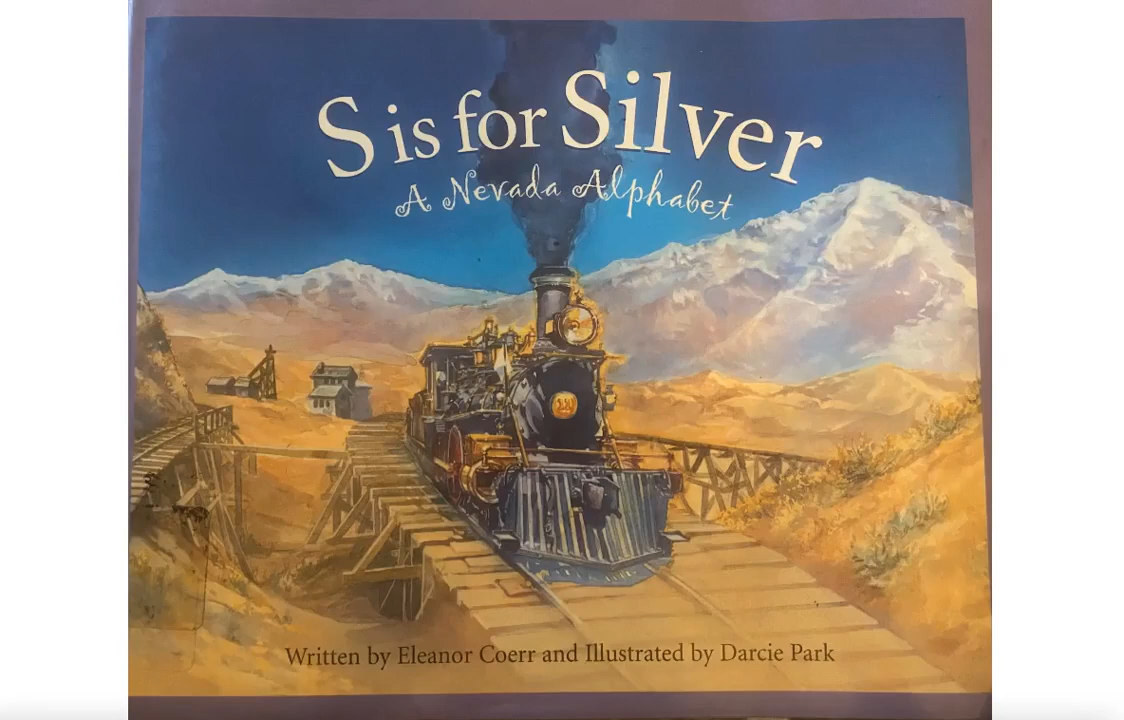 S is for Silver
A Nevada Alphabet
Written by Eleanor Coerr and Illustrated by Darcie Park